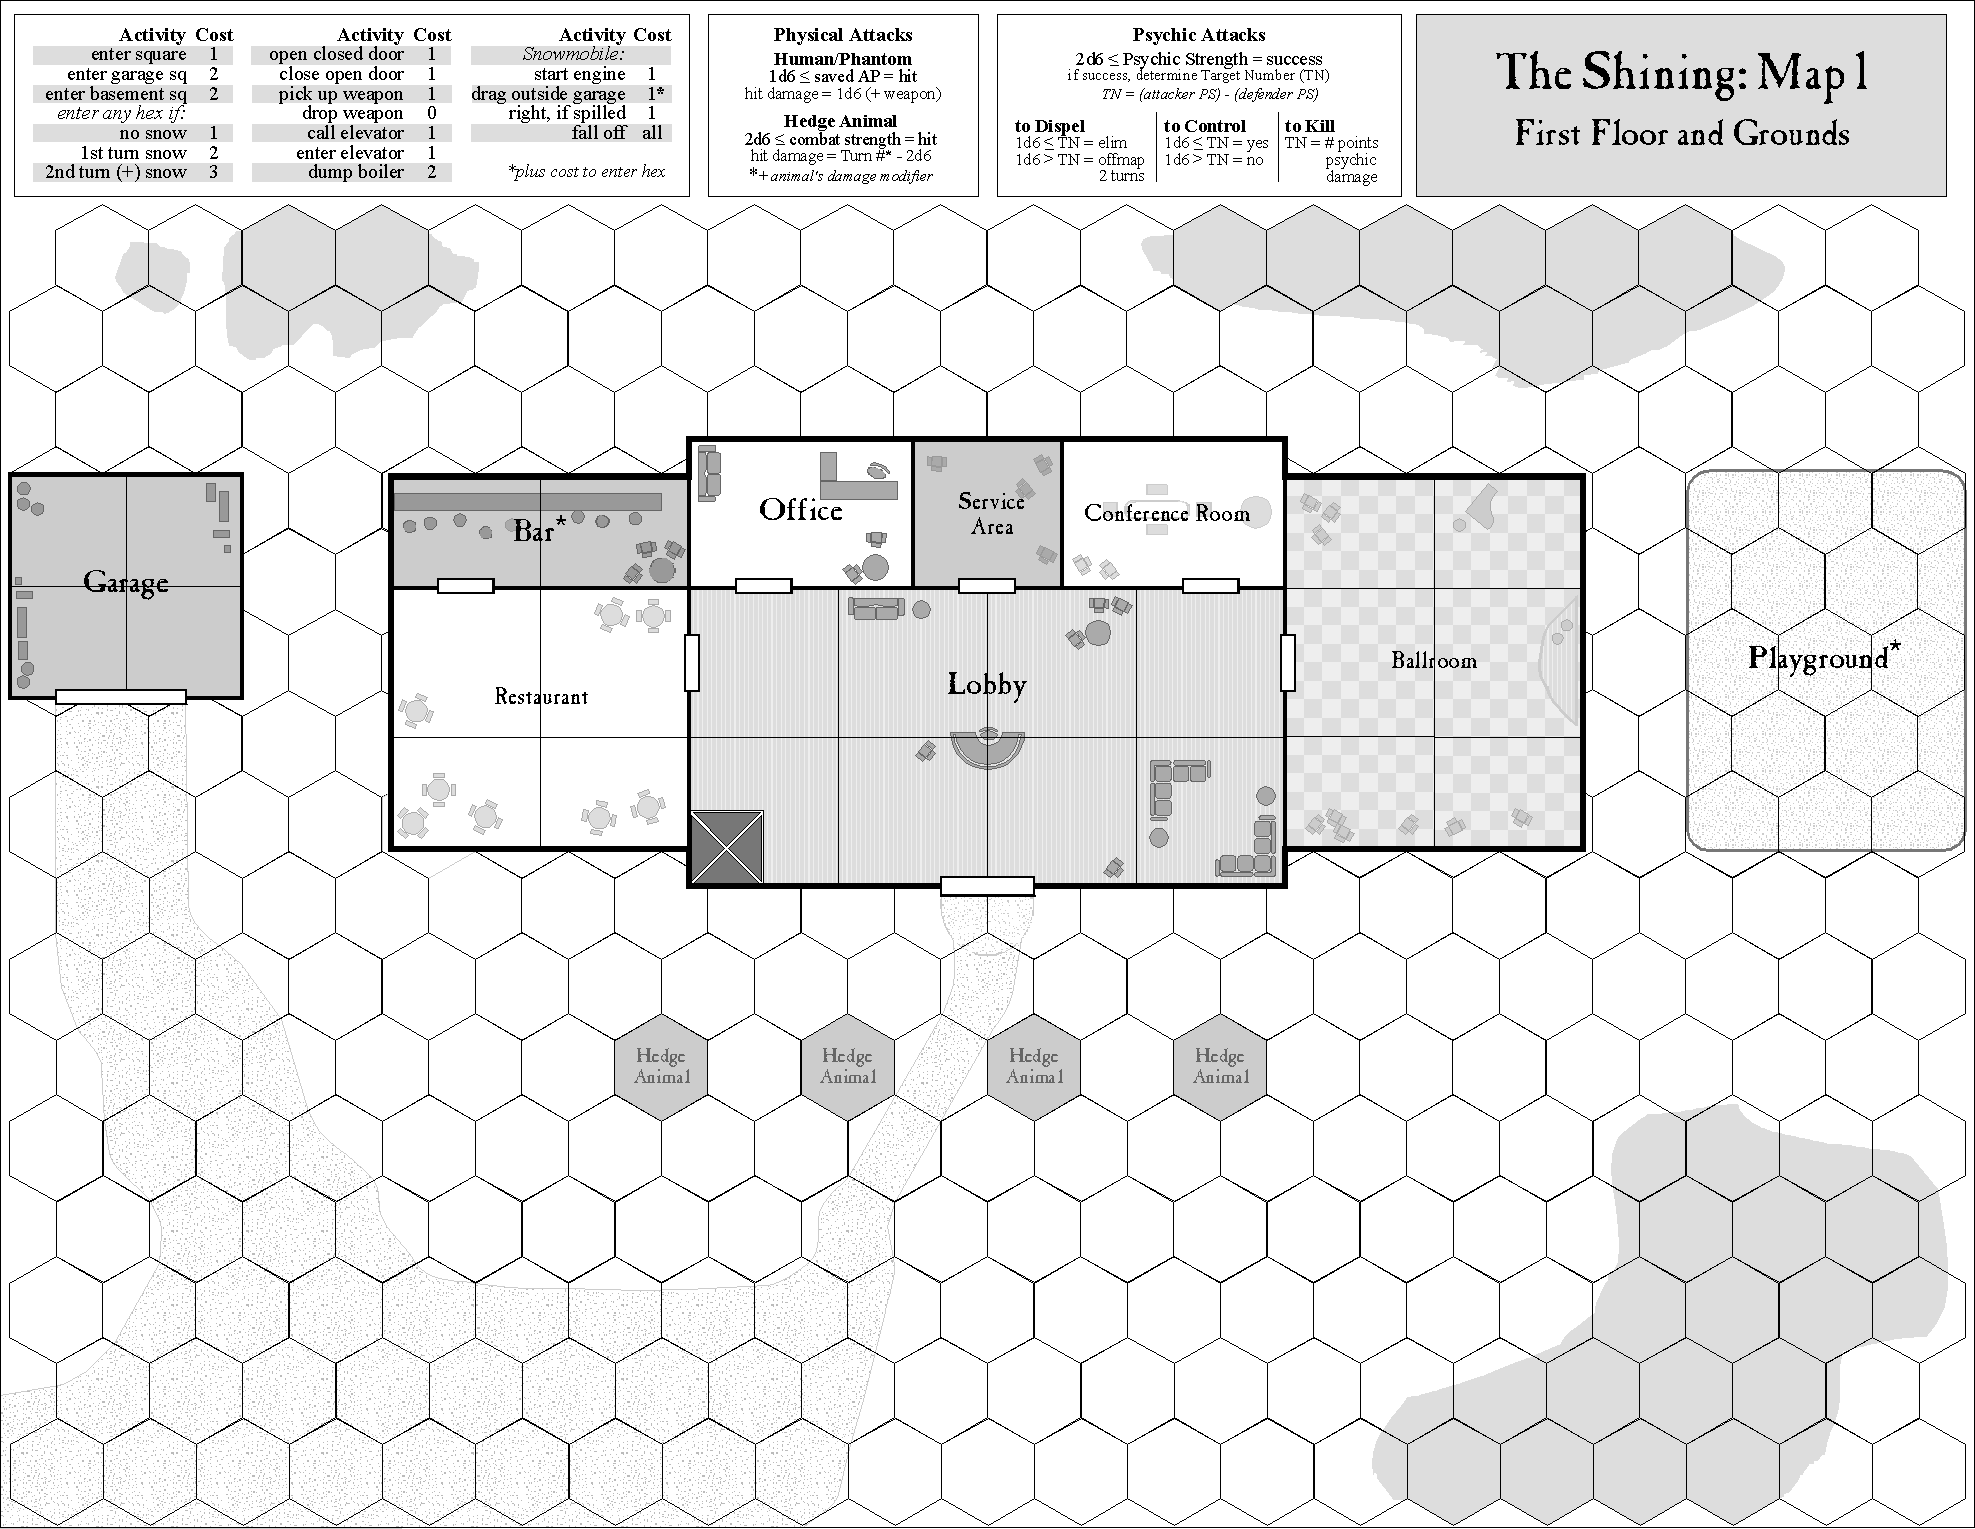 Activity Cost
enter square 1
enter garage sq 2
enter basement sq 2
enter any hex if:
no snow 1
1st turn snow 2
2nd turn (+) snow 3
Activity Cost
open closed door 1
close open door 1
pick up weapon 1
drop weapon 0
call elevator 1
enter elevator 1
dump boiler 2
Activity Cost
Snowmobile:
start engine 1
drag outside garage 1*
right, if spilled 1
fall off all
*plus cost to enter hex
Physical Attacks
Human/Phantom
1d6 ≤ saved AP = hit
hit damage = 1d6 (+ weapon)
Hedge Animal
2d6 ≤ combat strength = hit
hit damage = Turn #* - 2d6
*+ animal's damage modifier
Psychic Attacks
2d6 ≤ Psychic Strength = success
if success, determine Target Number (TN)
TN = (attacker PS) - (defender PS)
to Dispel
1d6 ≤ TN = elim
1d6 > TN = offmap
2 turns
to Control
1d6 ≤ TN = yes
1d6 > TN = no
to Kill
TN = # points
psychic
damage
The Shining: Map 1
First Floor and Grounds
Garage
Bar*
Office
Service
Area
Conference Room
Restaurant
Lobby
Ballroom
Playground*
Hedge
Animal
Hedge
Animal
Hedge
Animal
Hedge
Animal